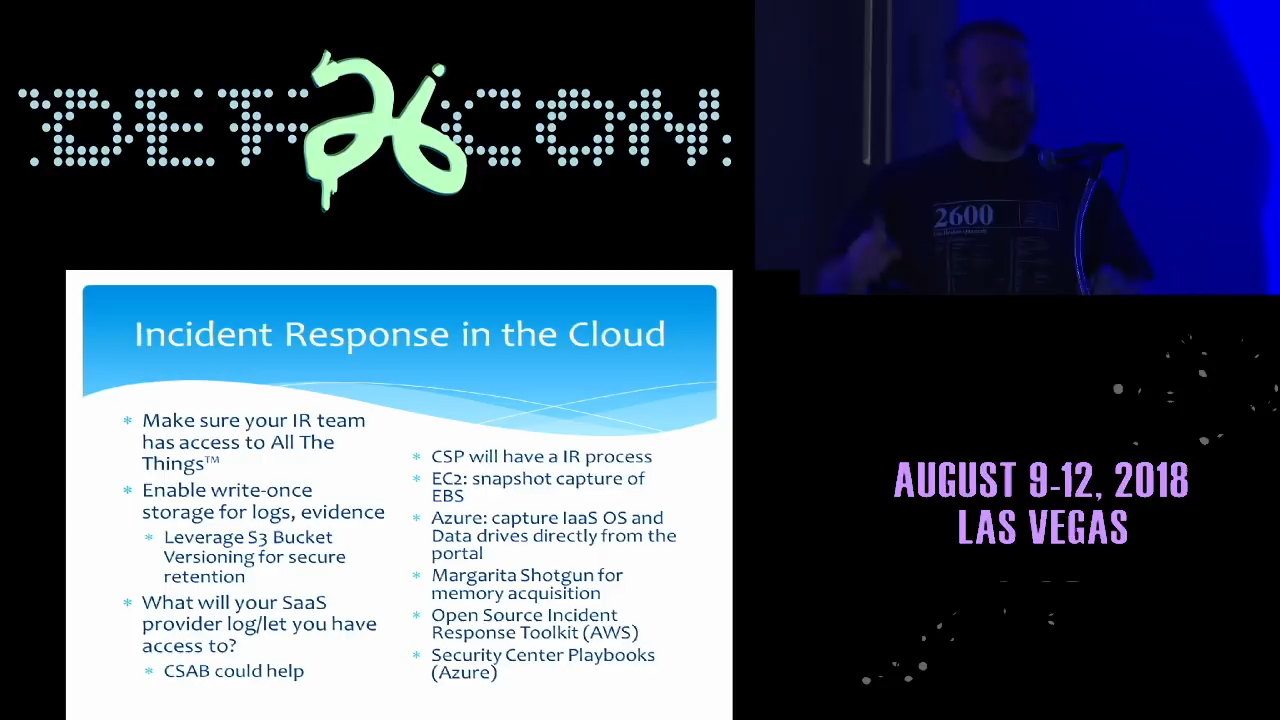 DEF CON
26
2600
Incident Response in the Cloud
Make sure your IR team
has access to All The
Things™
Enable write-once
storage for logs, evidence
Leverage S3 Bucket
Versioning for secure
retention
What will your SaaS
provider log/let you have
access to?
CSAB could help
CSP will have a IR process
EC2: snapshot capture of
EBS
Azure: capture IaaS OS and
Data drives directly from the
portal
Margarita Shotgun for
memory acquisition
Open Source Incident
Response Toolkit (AWS)
Security Center Playbooks
(Azure)
AUGUST 9-12, 2018
LAS VEGAS